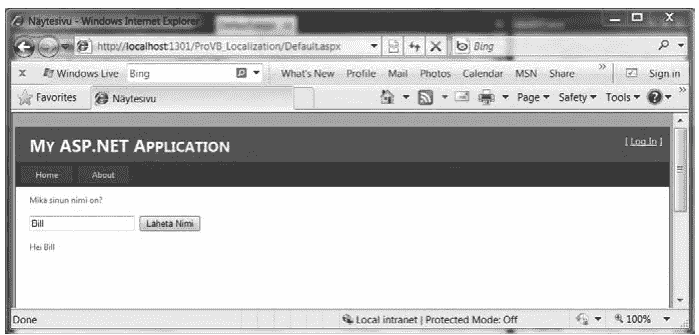 Näytesivu - Windows Internet Explorer
http://localhost:1301/ProVB_Localization/Default.aspx
Bing
x Windows Live Bing What's New Profile Mail Photos Calendar MSN Share » Sign in
Favorites Näytesivu Page Safety Tools »
MY ASP.NET APPLICATION
[ Log In ]
Home About
Mika sinun nimi on?
Bill Laheta Nimi
Hei Bill
Done Local intranet | Protected Mode: Off 100%